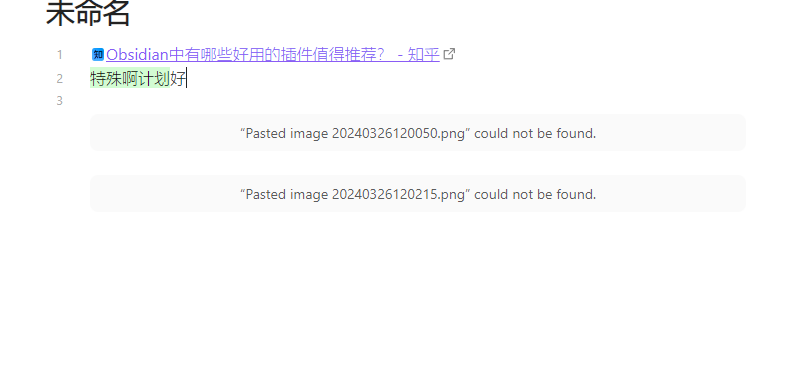 未命名
1 知 Obsidian中有哪些好用的插件值得推荐？ - 知乎
2 特殊啊计划好
3
“Pasted image 20240326120050.png” could not be found.
“Pasted image 20240326120215.png” could not be found.